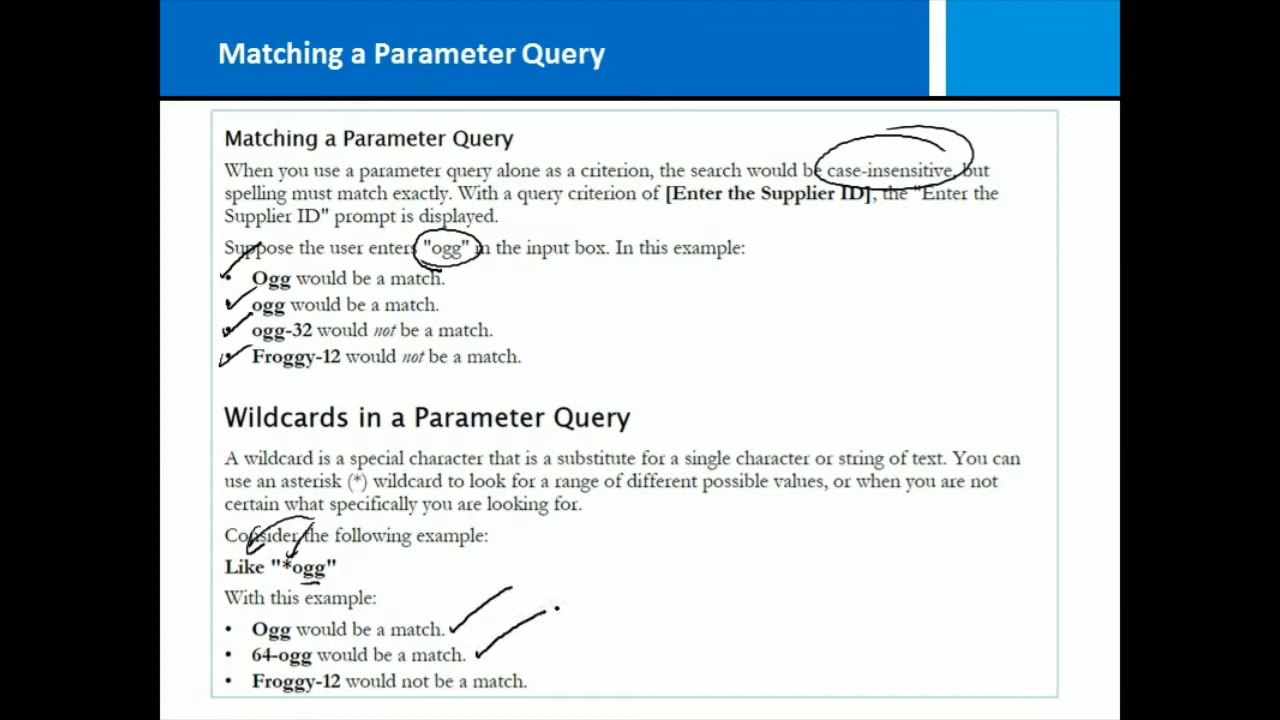 Matching a Parameter Query
Matching a Parameter Query
When you use a parameter query alone as a criterion, the search would be case-insensitive, but
spelling must match exactly. With a query criterion of [Enter the Supplier ID], the "Enter the
Supplier ID" prompt is displayed.
Suppose the user enters "ogg" in the input box. In this example:
• Ogg would be a match.
• ogg would be a match.
• ogg-32 would not be a match.
• Froggy-12 would not be a match.
Wildcards in a Parameter Query
A wildcard is a special character that is a substitute for a single character or string of text. You can
use an asterisk (*) wildcard to look for a range of different possible values, or when you are not
certain what specifically you are looking for.
Consider the following example:
Like "*ogg"
With this example:
• Ogg would be a match.
• 64-ogg would be a match.
• Froggy-12 would not be a match.